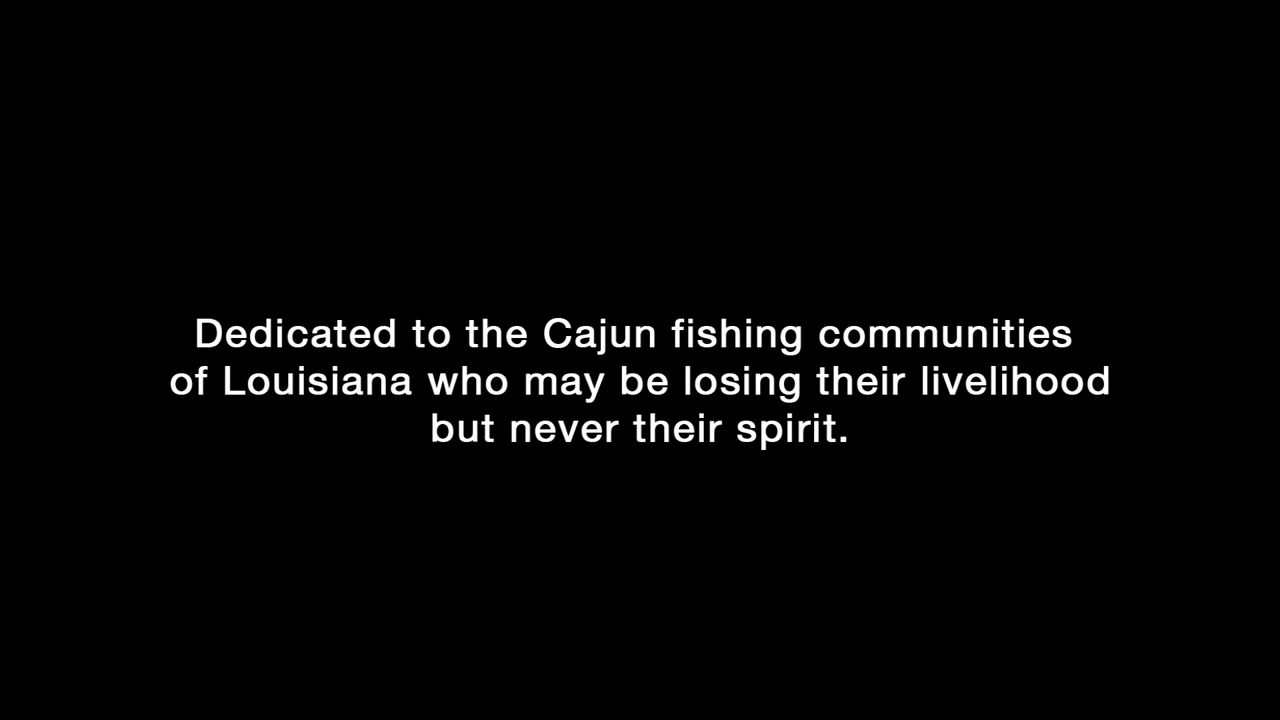 Dedicated to the Cajun fishing communities
of Louisiana who may be losing their livelihood
but never their spirit.